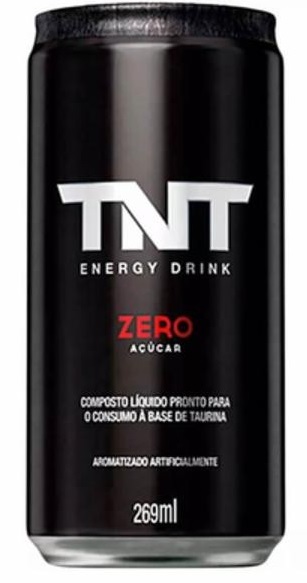 TNT
ENERGY DRINK
ZERO
AÇÚCAR
COMPOSTO LÍQUIDO PRONTO PARA
O CONSUMO À BASE DE TAURINA
AROMATIZADO ARTIFICIALMENTE
269ml